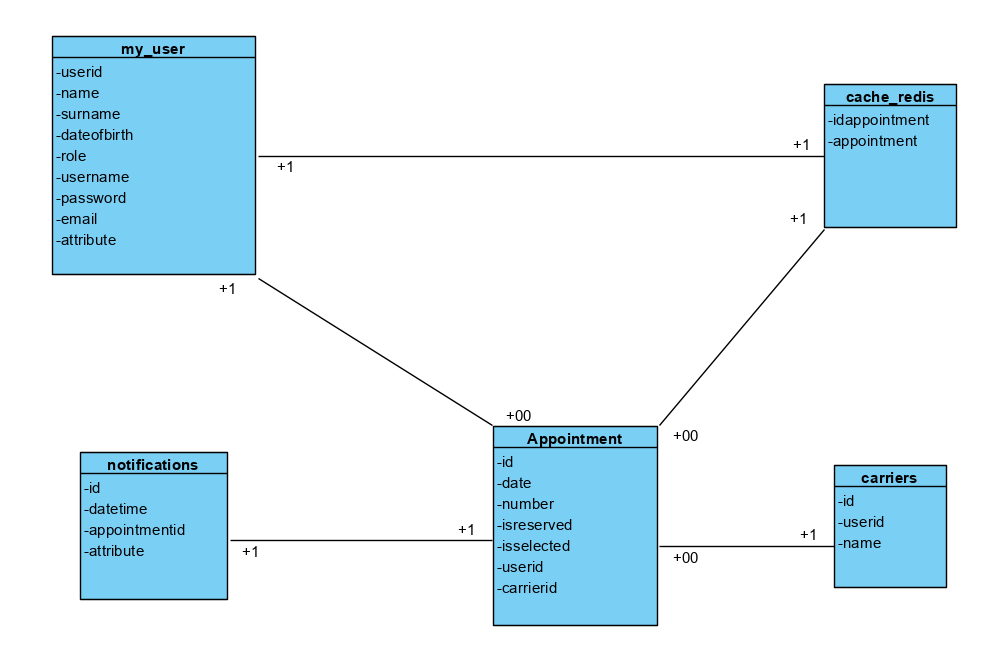 my_user
-userid
-name
-surname
-dateofbirth
-role
-username
-password
-email
-attribute
cache_redis
-idappointment
-appointment
+1
+1
+1
+1
+00
+00
Appointment
-id
-date
-number
-isreserved
-isselected
-userid
-carrierid
notifications
-id
-datetime
-appointmentid
-attribute
carriers
-id
-userid
-name
+1
+1
+1
+00